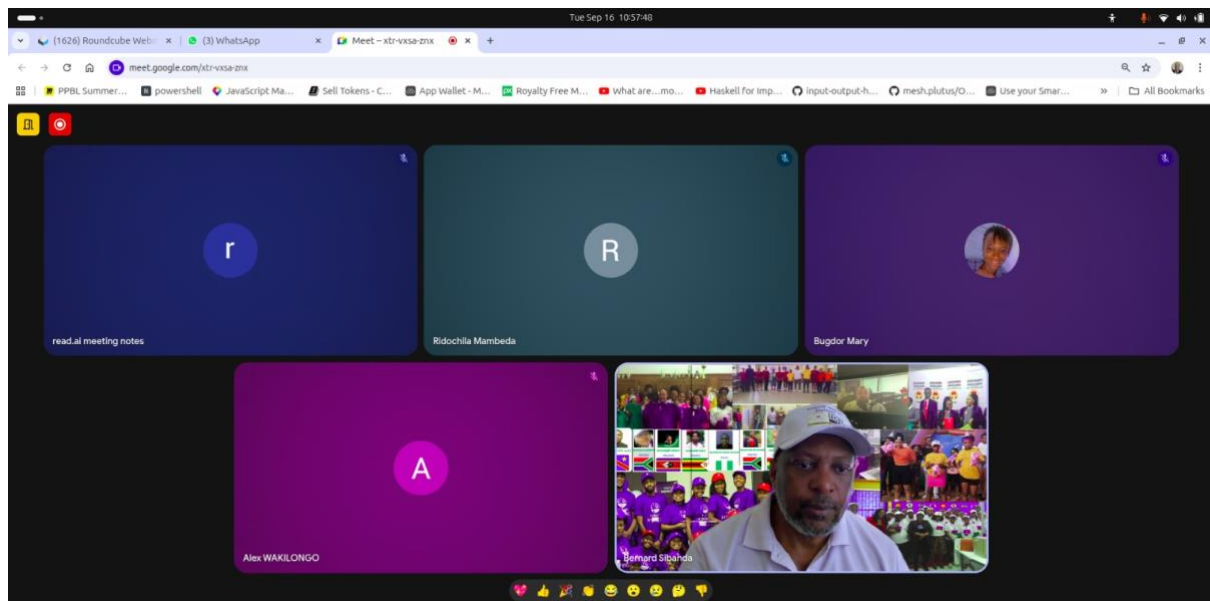 Tue Sep 16 10:57:48
(1626) Roundcube Webm
(3) WhatsApp
Meet – xtr-vxsa-znx
meet.google.com/xtr-vxsa-znx
PPBL Summer...
powershell
JavaScript Ma...
Sell Tokens - C...
App Wallet - M...
Royalty Free M...
What are...mo...
Haskell for Imp...
input-output-h...
mesh.plutus/O...
Use your Smar...
All Bookmarks
r
read.ai meeting notes
R
Ridochila Mambeda
Bugdor Mary
A
Alex WAKILONGO
Bernard Sibanda